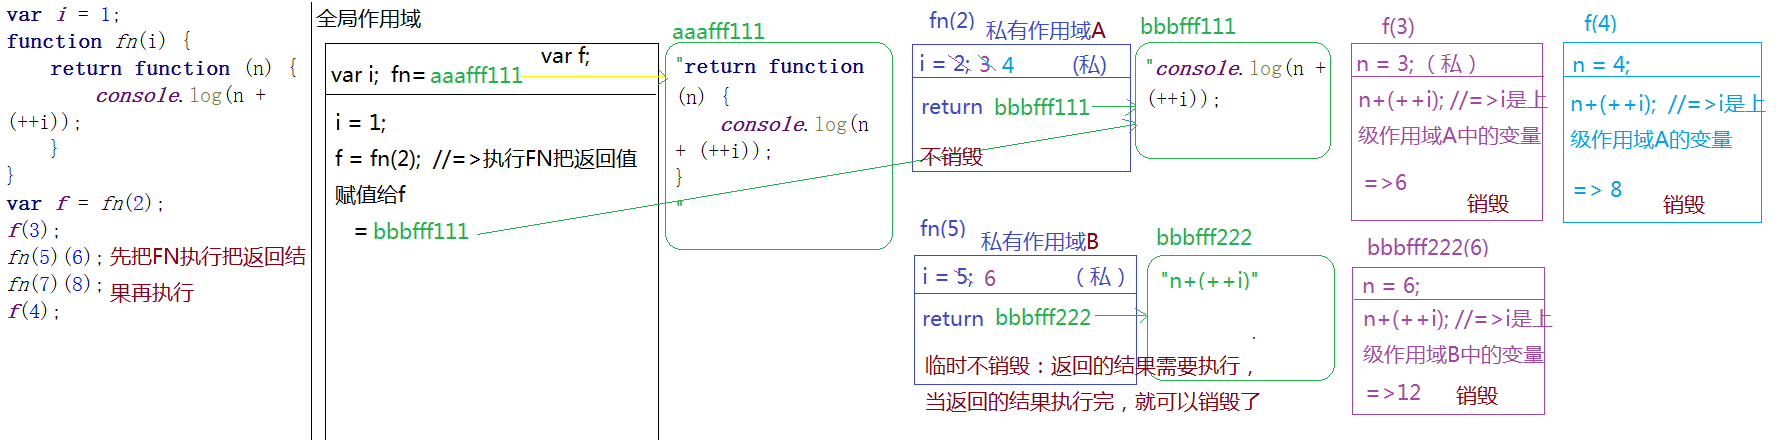 var i = 1;
function fn(i) {
return function (n) {
console.log(n +
(++i));
}
}
var f = fn(2);
f(3);
fn(5)(6); 先把FN执行把返回结
fn(7)(8); 果再执行
f(4);
全局作用域
var f;
var i; fn= aaafff111
i = 1;
f = fn(2); //=>执行FN把返回值
赋值给f
= bbbfff111
aaafff111
"return function
(n) {
console.log(n
+ (++i));
}
"
fn(2)
私有作用域A
i = 2; 3 4 (私)
return bbbfff111
不销毁
bbbfff111
"console.log(n +
(++i));
f(3)
n = 3; ( 私 )
n+(++i); //=>i是上
级作用域A中的变量
=>6
销毁
f(4)
n = 4;
n+(++i); //=>i是上
级作用域A的变量
=> 8
销毁
fn(5)
私有作用域B
i = 5; 6 ( 私 )
return bbbfff222
临时不销毁：返回的结果需要执行，
当返回的结果执行完，就可以销毁了
bbbfff222
"n+(++i)"
bbbfff222(6)
n = 6;
n+(++i); //=>i是上
级作用域B中的变量
=>12
销毁